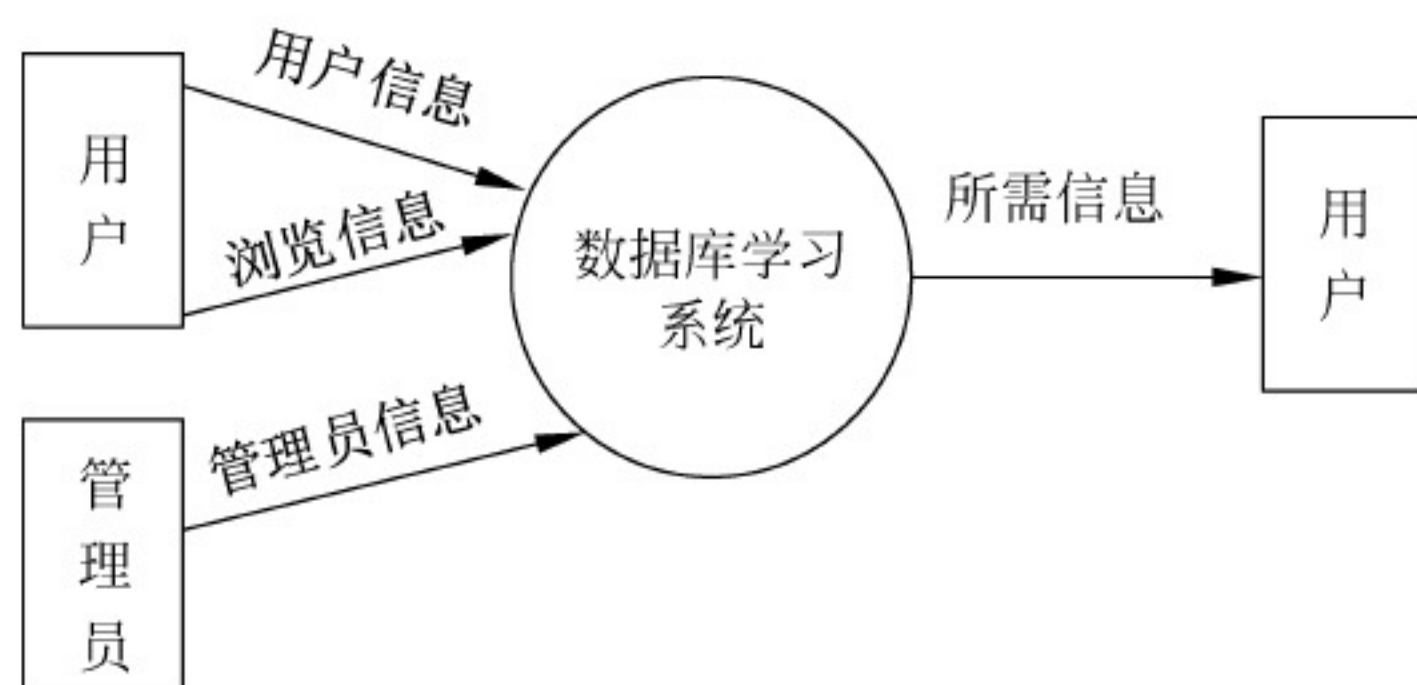 用户
用户信息
浏览信息
管理员
管理员信息
数据库学习
系统
所需信息
用户